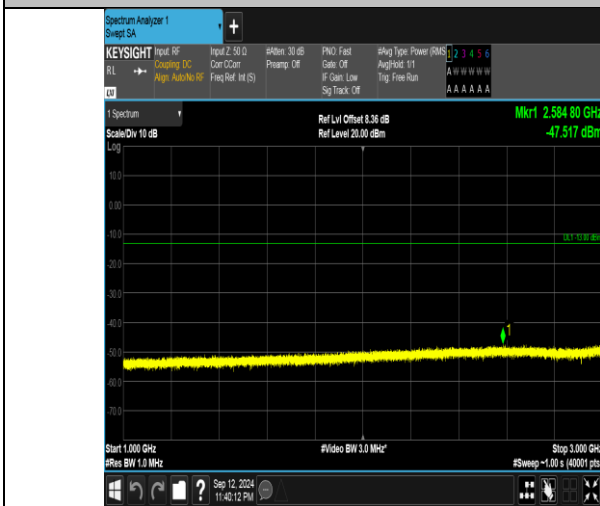 Spectrum Analyzer 1
Swept SA
+
KEYSIGHT
RL
Input: RF
Coupling: DC
Align: Auto/No RF
Input Z: 50 Ω
Corr CCorr
Freq Ref: Int (S)
#Atten: 30 dB
Preamp: Off
PNO: Fast
Gate: Off
IF Gain: Low
Sig Track: Off
#Avg Type: Power (RMS
Avg|Hold: 1/1
Trig: Free Run
1 2 3 4 5 6
A W W W W W
A A A A A A
1 Spectrum
Scale/Div 10 dB
Log
Ref Lvl Offset 8.36 dB
Ref Level 20.00 dBm
Mkr1 2.584 80 GHz
-47.517 dBm
10.0
0.00
-10.0
DL1 -13.00 dBm
-20.0
-30.0
-40.0
1
-50.0
-60.0
-70.0
Start 1.000 GHz
#Res BW 1.0 MHz
#Video BW 3.0 MHz*
Stop 3.000 GHz
#Sweep ~1.00 s (40001 pts
?
Sep 12, 2024
11:40:12 PM